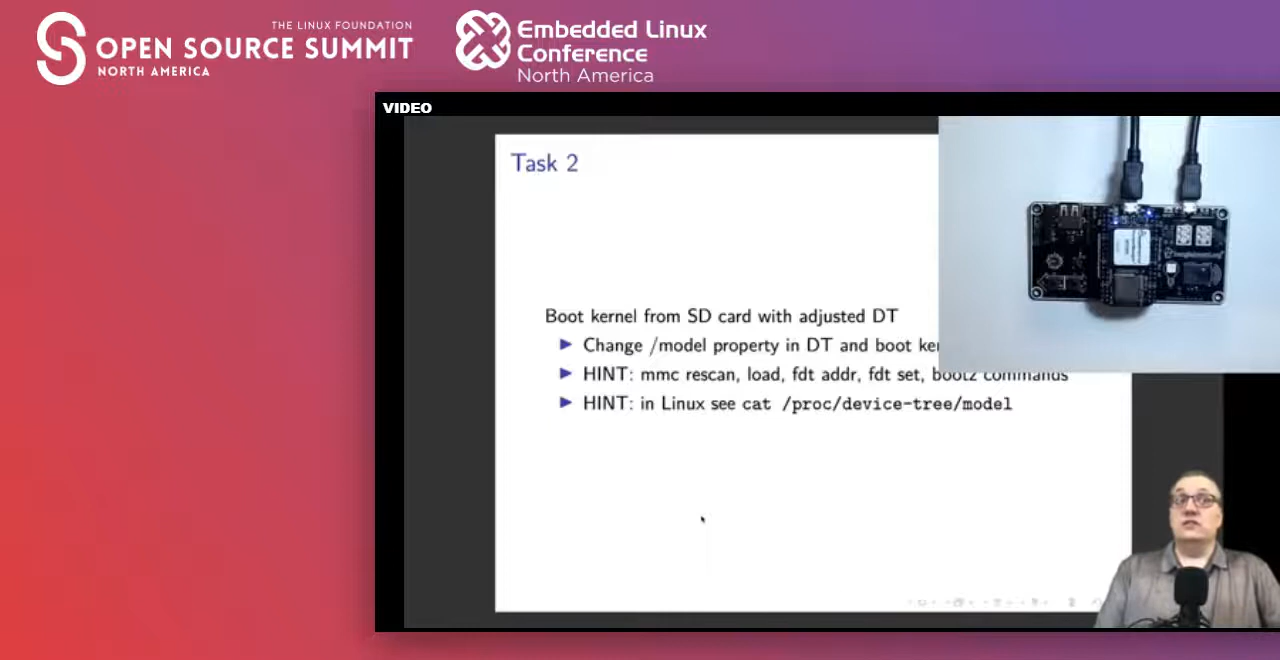 THE LINUX FOUNDATION
OPEN SOURCE SUMMIT
NORTH AMERICA
Embedded Linux
Conference
North America
VIDEO
Task 2
Boot kernel from SD card with adjusted DT
Change /model property in DT and boot
HINT: mmc rescan, load, fdt addr, fdt set, bootz commands
HINT: in Linux see cat /proc/device-tree/model